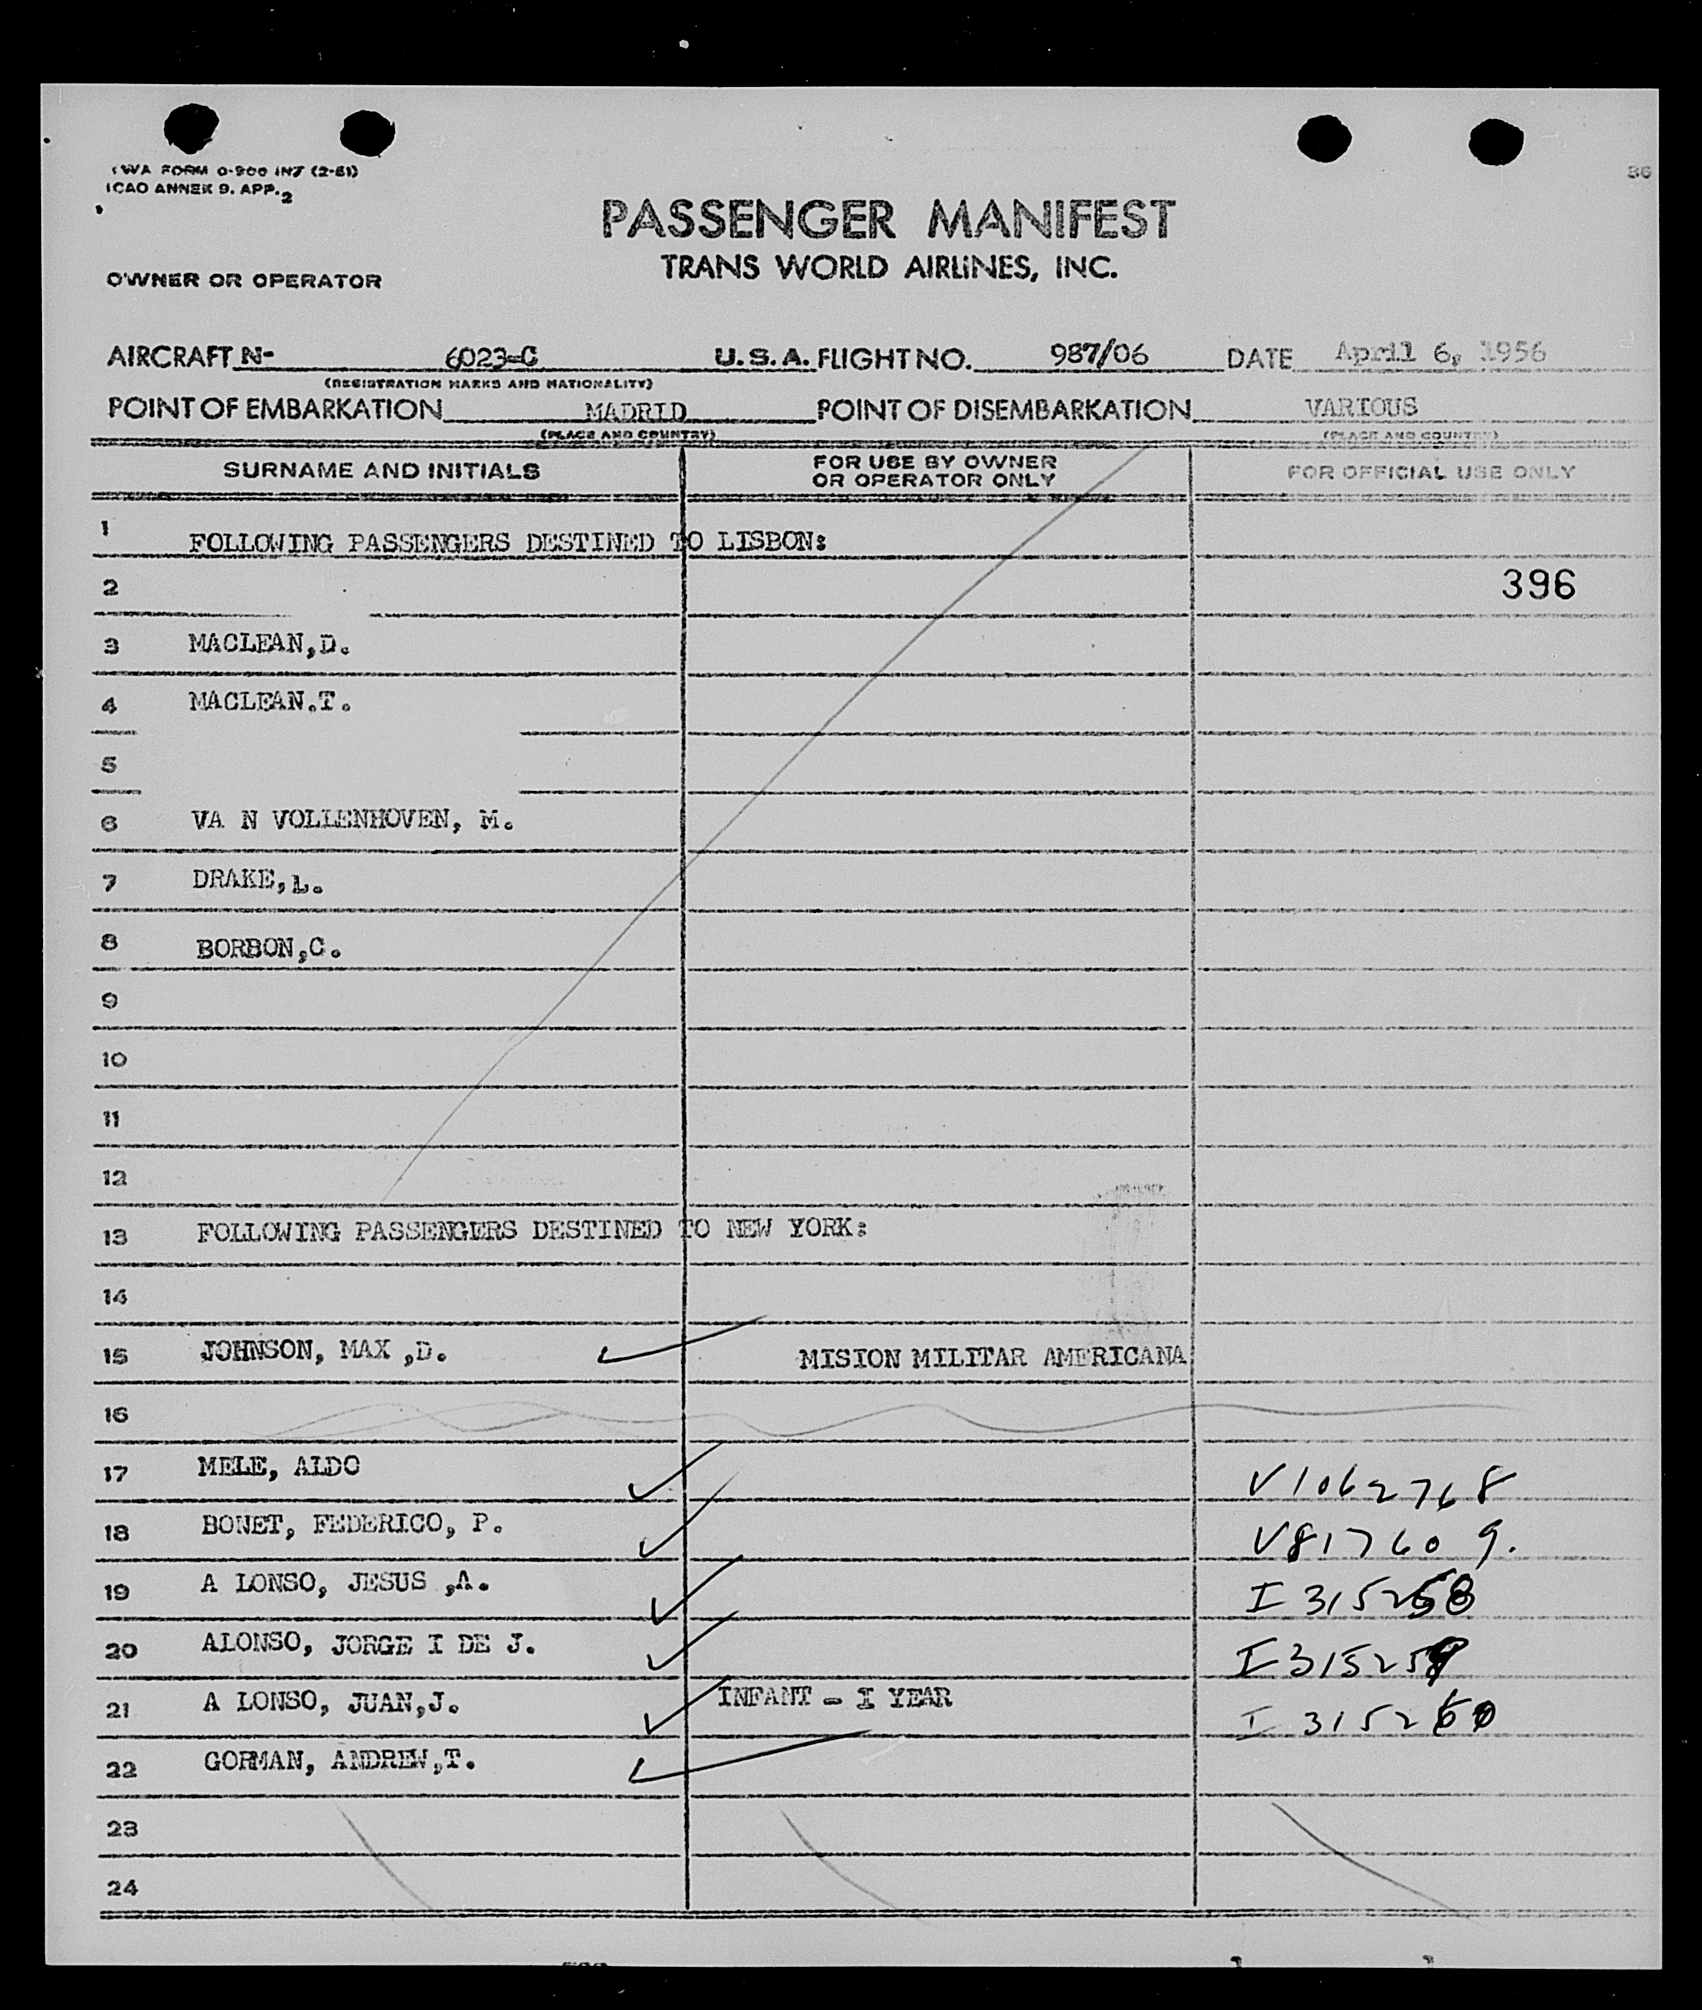 TWA FORM O-900 INT (2-51)
ICAO ANNEX 9. APP. 2
36
PASSENGER MANIFEST
TRANS WORLD AIRLINES, INC.
OWNER OR OPERATOR
AIRCRAFT N- 6023-C U. S. A. FLIGHT NO. 987/06 DATE April 6, 1956
(REGISTRATION MARKS AND NATIONALITY)
POINT OF EMBARKATION MADRID POINT OF DISEMBARKATION VARIOUS
(PLACE AND COUNTRY) (PLACE AND COUNTRY)
SURNAME AND INITIALS FOR USE BY OWNER OR OPERATOR ONLY FOR OFFICIAL USE ONLY
1 FOLLOWING PASSENGERS DESTINED TO LISBON:
2 396
3 MACLEAN,D.
4 MACLEAN.T.
5
6 VA N VOLLENHOVEN, M.
7 DRAKE,L.
8 BORBON,C.
9
10
11
12
13 FOLLOWING PASSENGERS DESTINED TO NEW YORK:
14
15 JOHNSON, MAX ,D. MISION MILITAR AMERICANA
16
17 MELE, ALDO V1062768
18 BONET, FEDERICO, P. V817609.
19 A LONSO, JESUS ,A. I 315258
20 ALONSO, JORGE I DE J. I 315259
21 A LONSO, JUAN,J. INFANT - I YEAR I 315260
22 GORMAN, ANDREW,T.
23
24